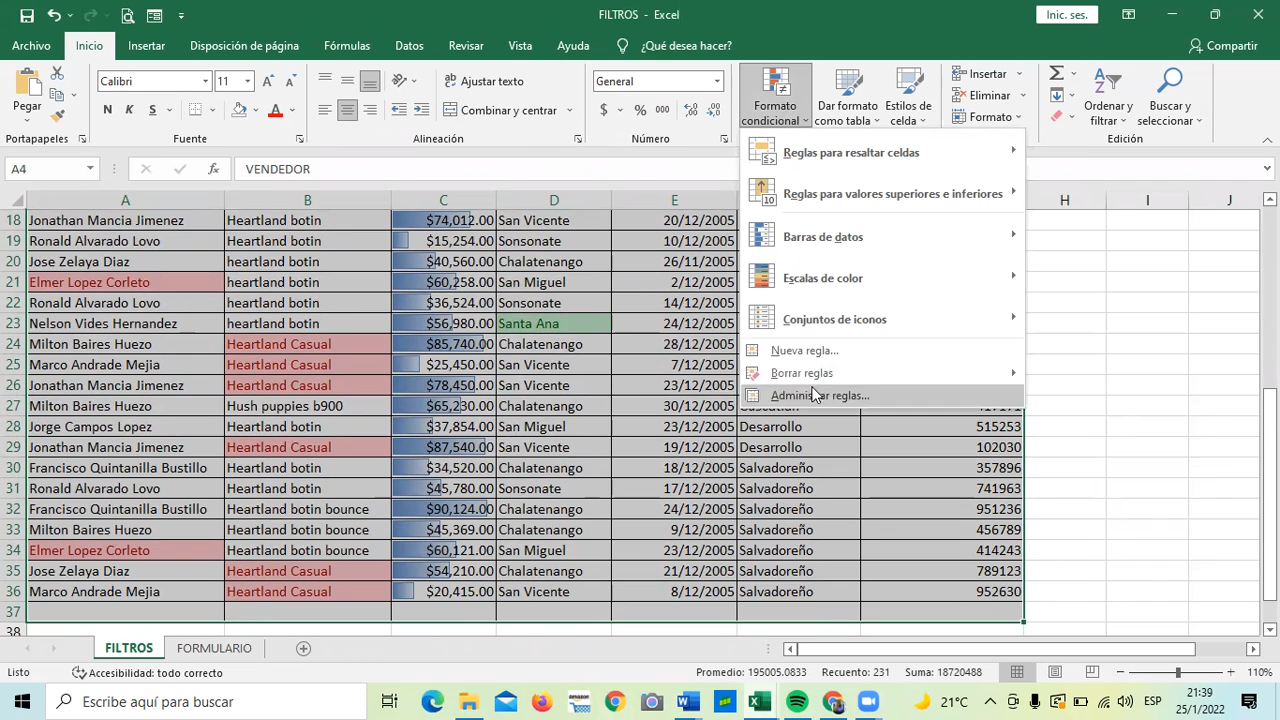 FILTROS - Excel
Inic. ses.
Archivo Inicio Insertar Disposición de página Fórmulas Datos Revisar Vista Ayuda ¿Qué desea hacer? Compartir
Pegar
Portapapeles
Calibri 11
N K S
Fuente
Ajustar texto
Combinar y centrar
Alineación
General
$ % 000
Número
Formato condicional
Dar formato como tabla
Estilos de celda
Insertar
Eliminar
Formato
Ordenar y filtrar
Buscar y seleccionar
Edición
A4 fx VENDEDOR
Reglas para resaltar celdas
Reglas para valores superiores e inferiores
Barras de datos
Escalas de color
Conjuntos de iconos
Nueva regla...
Borrar reglas
Administrar reglas...
A B C D E H I J
18 Jonathan Mancia Jimenez Heartland botin $74,012.00 San Vicente 20/12/2005
19 Ronald Alvarado Lovo Heartland botin $15,254.00 Sonsonate 10/12/2005
20 Jose Zelaya Diaz heartland botin $40,560.00 Chalatenango 26/11/2005
21 Elmer Lopez Corleto heartland botin $60,258.00 San Miguel 2/12/2005
22 Ronald Alvarado Lovo heartland botin $36,524.00 Sonsonate 14/12/2005
23 Nelson Vides Hernandez heartland botin $56,980.00 Santa Ana 24/12/2005
24 Milton Baires Huezo Heartland Casual $85,740.00 Chalatenango 28/12/2005
25 Marco Andrade Mejia Heartland Casual $25,450.00 San Vicente 7/12/2005
26 Jonathan Mancia Jimenez Heartland Casual $78,450.00 San Vicente 23/12/2005
27 Milton Baires Huezo Hush puppies b900 $65,230.00 Chalatenango 30/12/2005
28 Jorge Campos Lopez Heartland botin $37,854.00 San Miguel 23/12/2005 Desarrollo 515253
29 Jonathan Mancia Jimenez Heartland Casual $87,540.00 San Vicente 29/12/2005 Desarrollo 102030
30 Francisco Quintanilla Bustillo Heartland botin $34,520.00 Chalatenango 18/12/2005 Salvadoreño 357896
31 Ronald Alvarado Lovo Heartland botin $45,780.00 Sonsonate 17/12/2005 Salvadoreño 741963
32 Francisco Quintanilla Bustillo Heartland botin bounce $90,124.00 Chalatenango 24/12/2005 Salvadoreño 951236
33 Milton Baires Huezo Heartland botin bounce $45,369.00 Chalatenango 9/12/2005 Salvadoreño 456789
34 Elmer Lopez Corleto Heartland botin bounce $60,121.00 San Miguel 23/12/2005 Salvadoreño 414243
35 Jose Zelaya Diaz Heartland Casual $54,210.00 Chalatenango 21/12/2005 Salvadoreño 789123
36 Marco Andrade Mejia Heartland Casual $20,415.00 San Vicente 8/12/2005 Salvadoreño 952630
37
38
FILTROS FORMULARIO
Listo Accesibilidad: todo correcto Promedio: 195005.0833 Recuento: 231 Suma: 18720488 110%
Escribe aquí para buscar 21°C ESP 21:39
25/1/2022